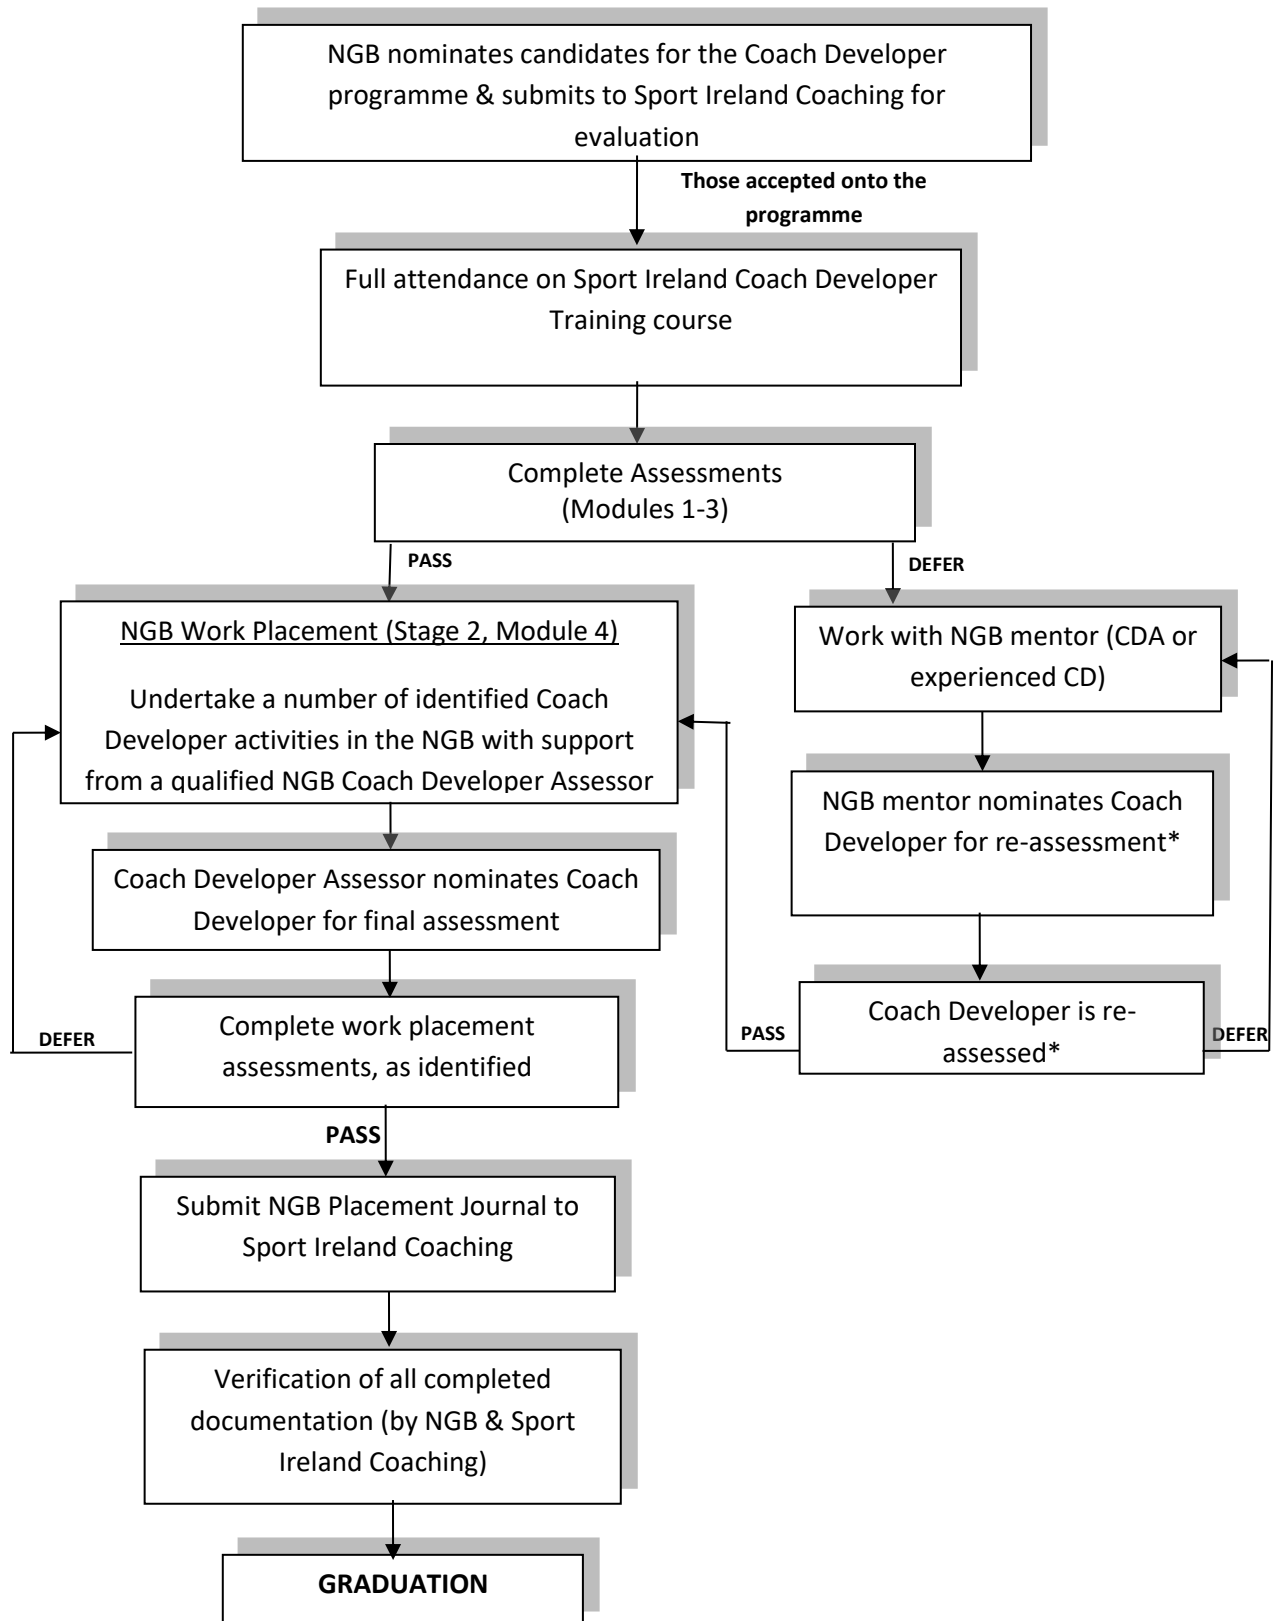 NGB nominates candidates for the Coach Developer
programme & submits to Sport Ireland Coaching for
evaluation
Those accepted onto the
programme
Full attendance on Sport Ireland Coach Developer
Training course
Complete Assessments
(Modules 1-3)
PASS
DEFER
NGB Work Placement (Stage 2, Module 4)
Undertake a number of identified Coach
Developer activities in the NGB with support
from a qualified NGB Coach Developer Assessor
Work with NGB mentor (CDA or
experienced CD)
NGB mentor nominates Coach
Developer for re-assessment*
Coach Developer Assessor nominates Coach
Developer for final assessment
Coach Developer is re-
assessed*
PASS
DEFER
Complete work placement
assessments, as identified
DEFER
PASS
Submit NGB Placement Journal to
Sport Ireland Coaching
Verification of all completed
documentation (by NGB & Sport
Ireland Coaching)
GRADUATION